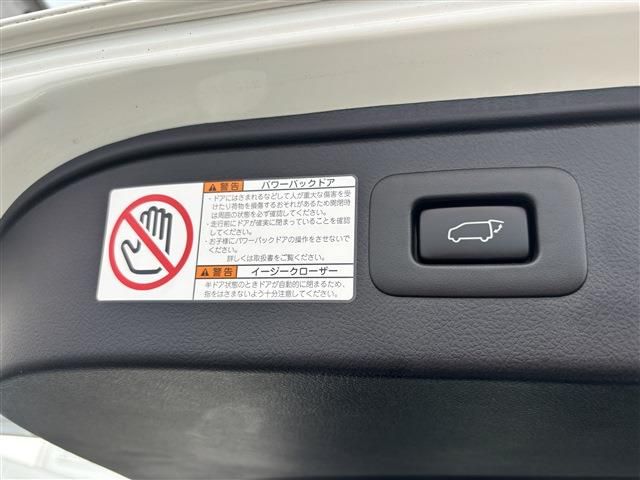 警告 パワーバックドア
・ドアにはさまれるなどして人が重大な傷害を受
けたり荷物を損傷するおそれがあるため開閉時
は周囲の状態を必ず確認してください。
・走行前にドアが確実に閉まっていることを確認
してください。
・お子様にパワーバックドアの操作をさせないで
ください。
詳しくは取扱書をご覧ください。
警告 イージークローザー
半ドア状態のときドアが自動的に閉まるため、
指をはさまないよう十分注意してください。